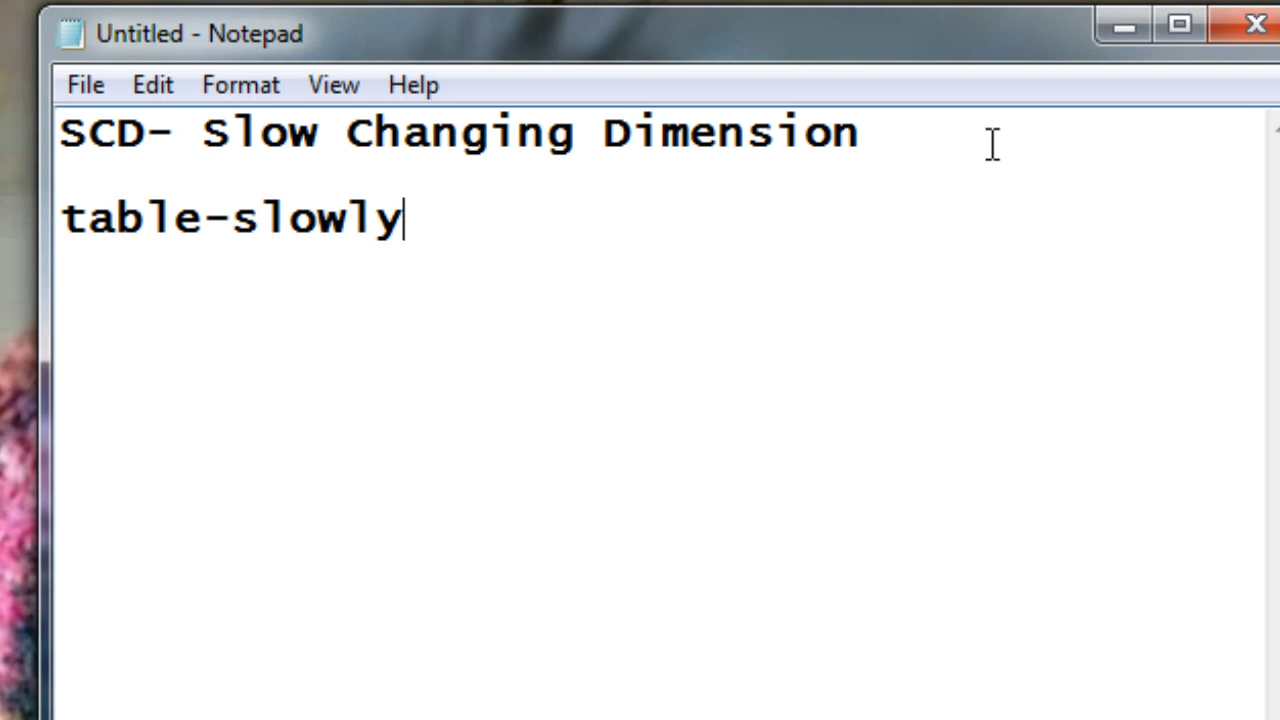 Untitled - Notepad
File Edit Format View Help
SCD- Slow Changing Dimension
table-slowly